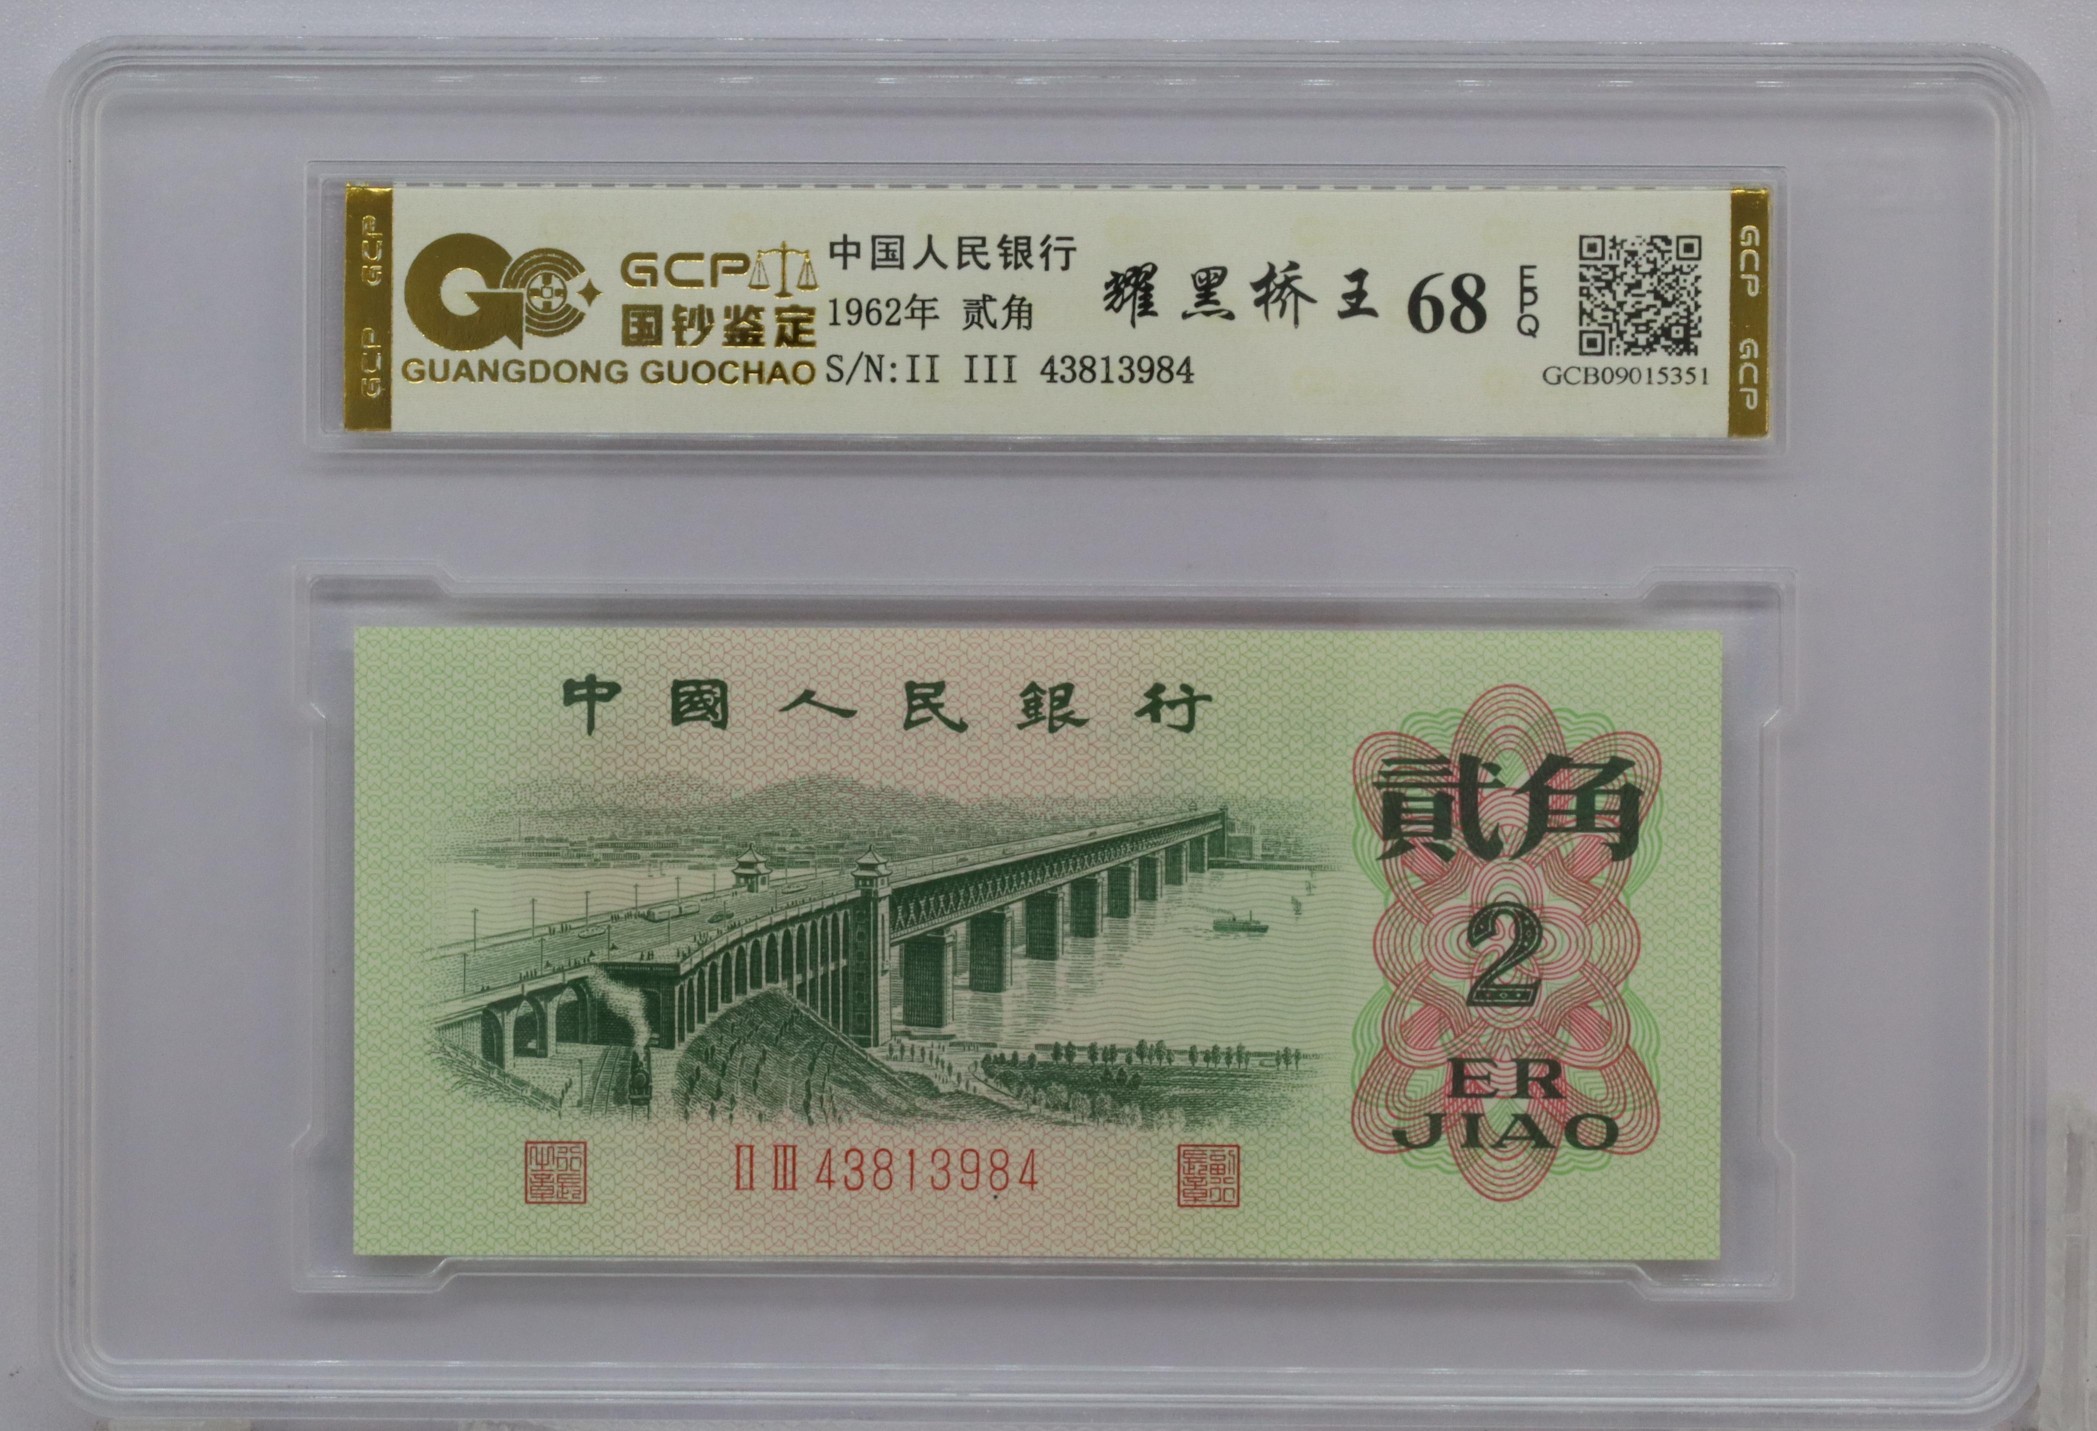 GCP GCP
GCP
国钞鉴定
GUANGDONG GUOCHAO
中国人民银行
1962年 贰角
S/N:II III 43813984
耀黑桥王 68 EPQ
GCB09015351
GCP GCP
中國人民銀行
貳角
2
ER
JIAO
II III 43813984